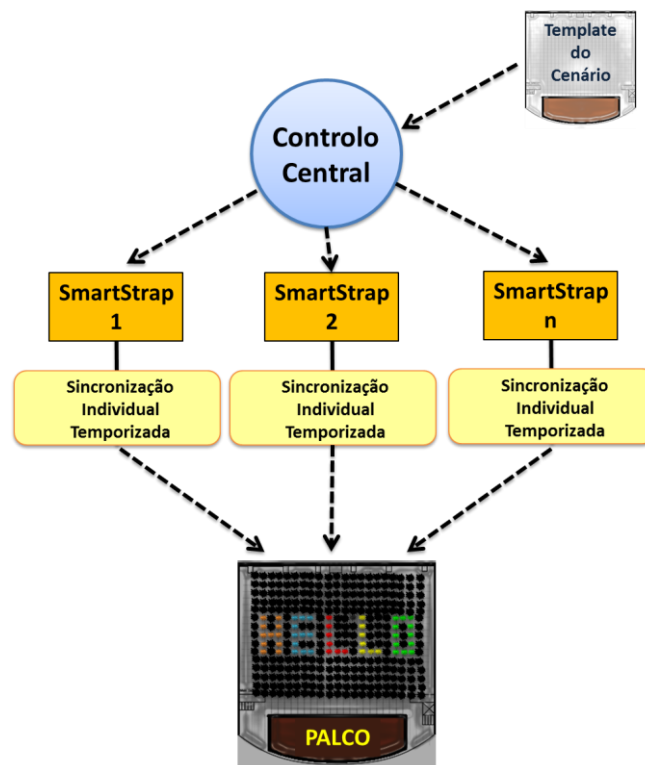 Template
do
Cenário
Controlo
Central
SmartStrap
1
SmartStrap
2
SmartStrap
n
Sincronização
Individual
Temporizada
Sincronização
Individual
Temporizada
Sincronização
Individual
Temporizada
HELLO
PALCO